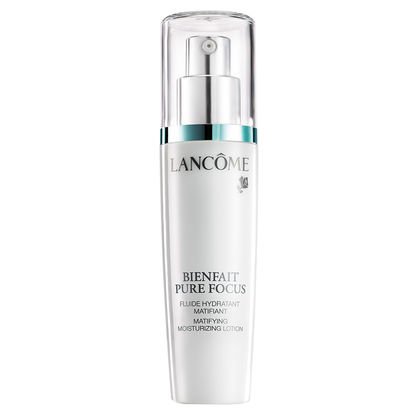 LANCÔME
BIENFAIT
PURE FOCUS
FLUIDE HYDRATANT
MATIFIANT
MATIFYING
MOISTURIZING LOTION